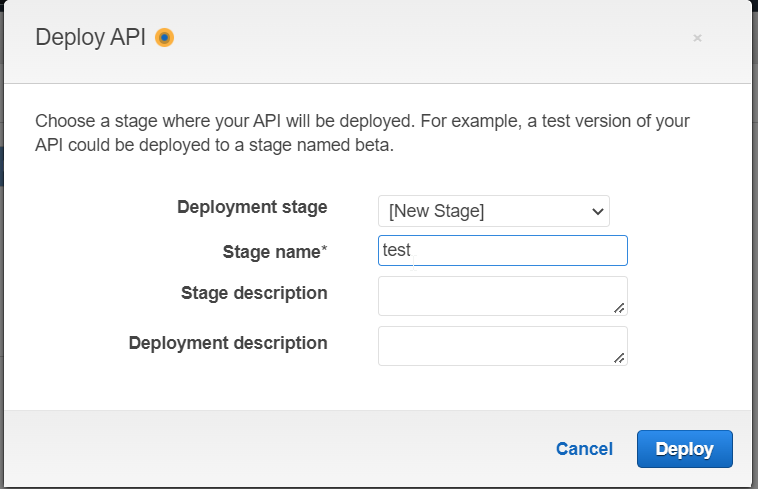 Deploy API
×
Choose a stage where your API will be deployed. For example, a test version of your
API could be deployed to a stage named beta.
Deployment stage [New Stage]
Stage name* test
Stage description
Deployment description
Cancel Deploy